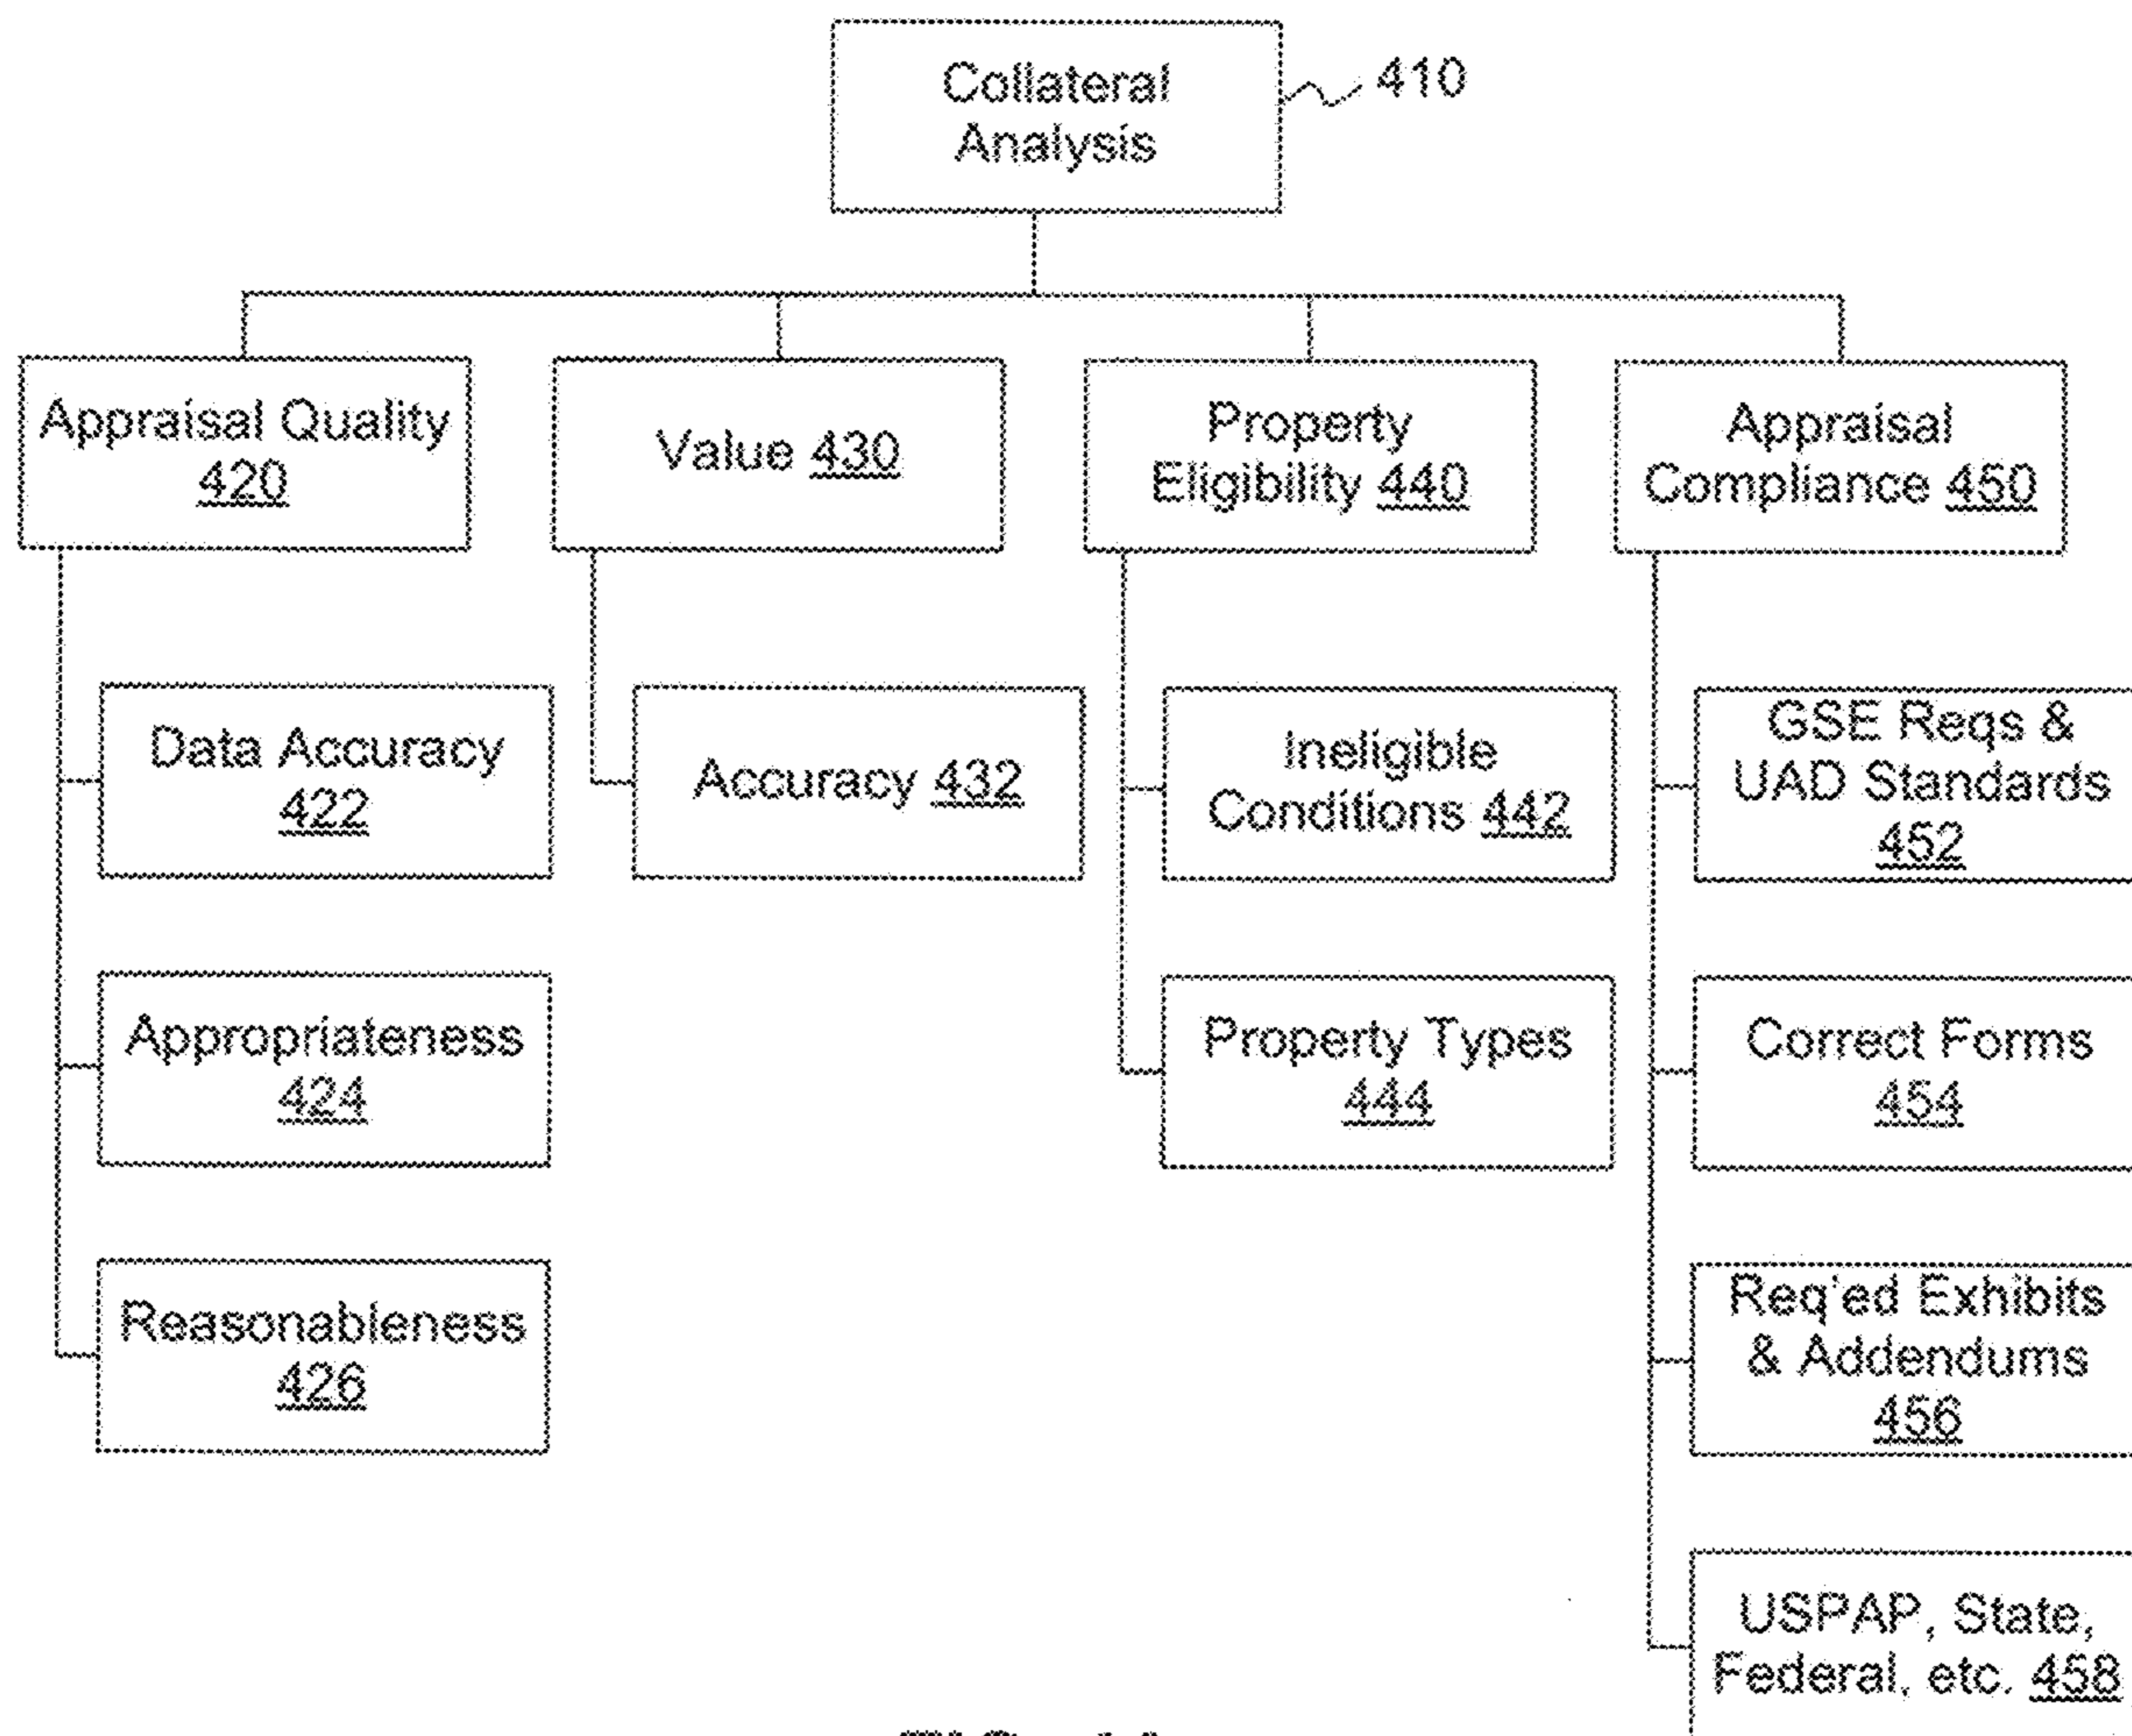 Collateral
Analysis
410
Appraisal Quality
420
Value 430
Property
Eligibility 440
Appraisal
Compliance 450
Data Accuracy
422
Accuracy 432
Ineligible
Conditions 442
GSE Reqs &
UAD Standards
452
Appropriateness
424
Property Types
444
Correct Forms
454
Reasonableness
426
Req'ed Exhibits
& Addendums
456
USPAP, State,
Federal, etc. 458